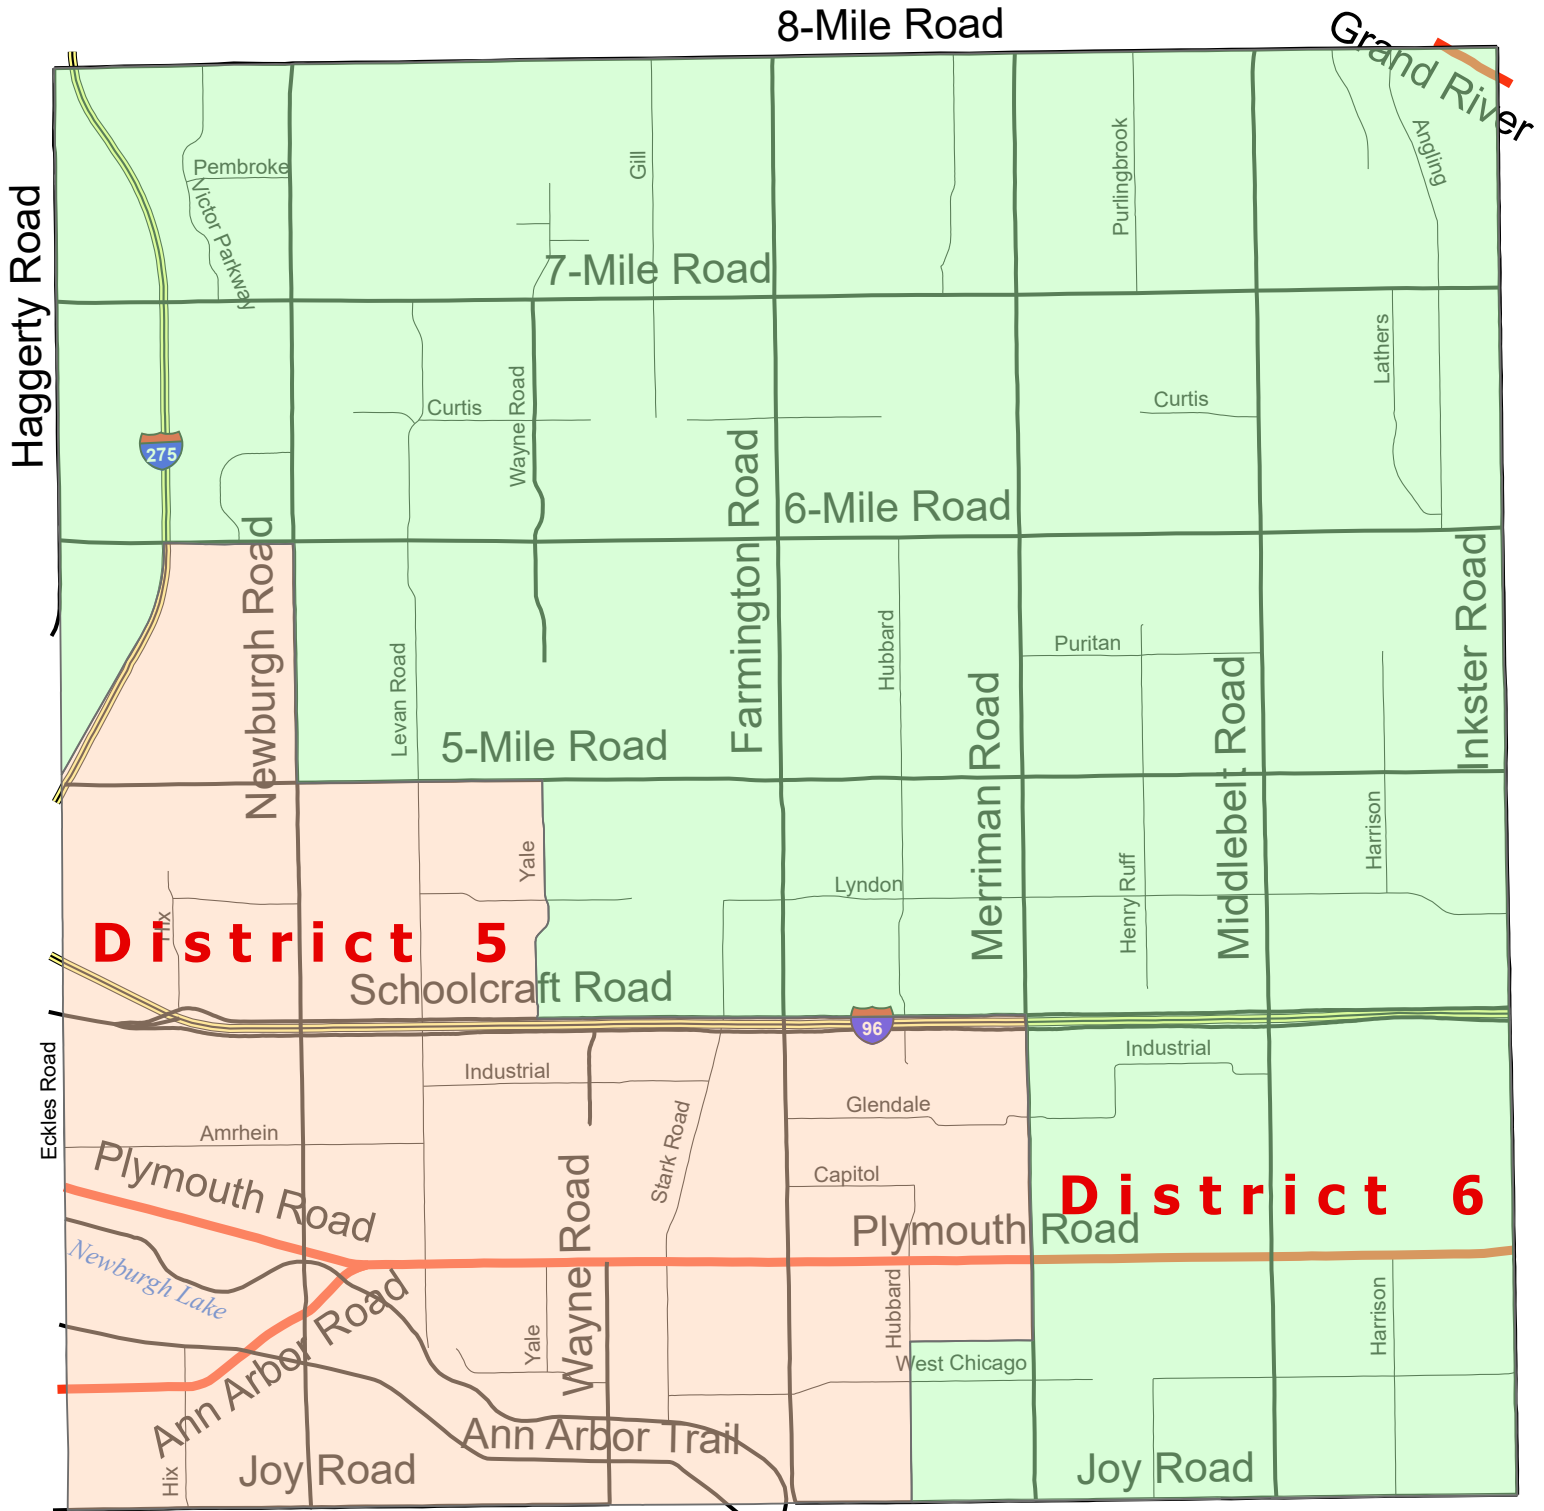 8-Mile Road
Grand River
Haggerty Road
Pembroke
Victor Parkway
Gill
Purlingbrook
Angling
7-Mile Road
Lathers
Curtis
Wayne Road
Curtis
275
Farmington Road
6-Mile Road
Newburgh Road
Levan Road
Hubbard
Puritan
Merriman Road
Middlebelt Road
Inkster Road
5-Mile Road
Yale
Harrison
Hix
Lyndon
Henry Ruff
District 5
Schoolcraft Road
96
Eckles Road
Industrial
Industrial
Glendale
Amrhein
Stark Road
Plymouth Road
Capitol
Wayne Road
District 6
Plymouth Road
Newburgh Lake
Ann Arbor Road
Yale
Hubbard
Harrison
West Chicago
Ann Arbor Trail
Hix
Joy Road
Joy Road